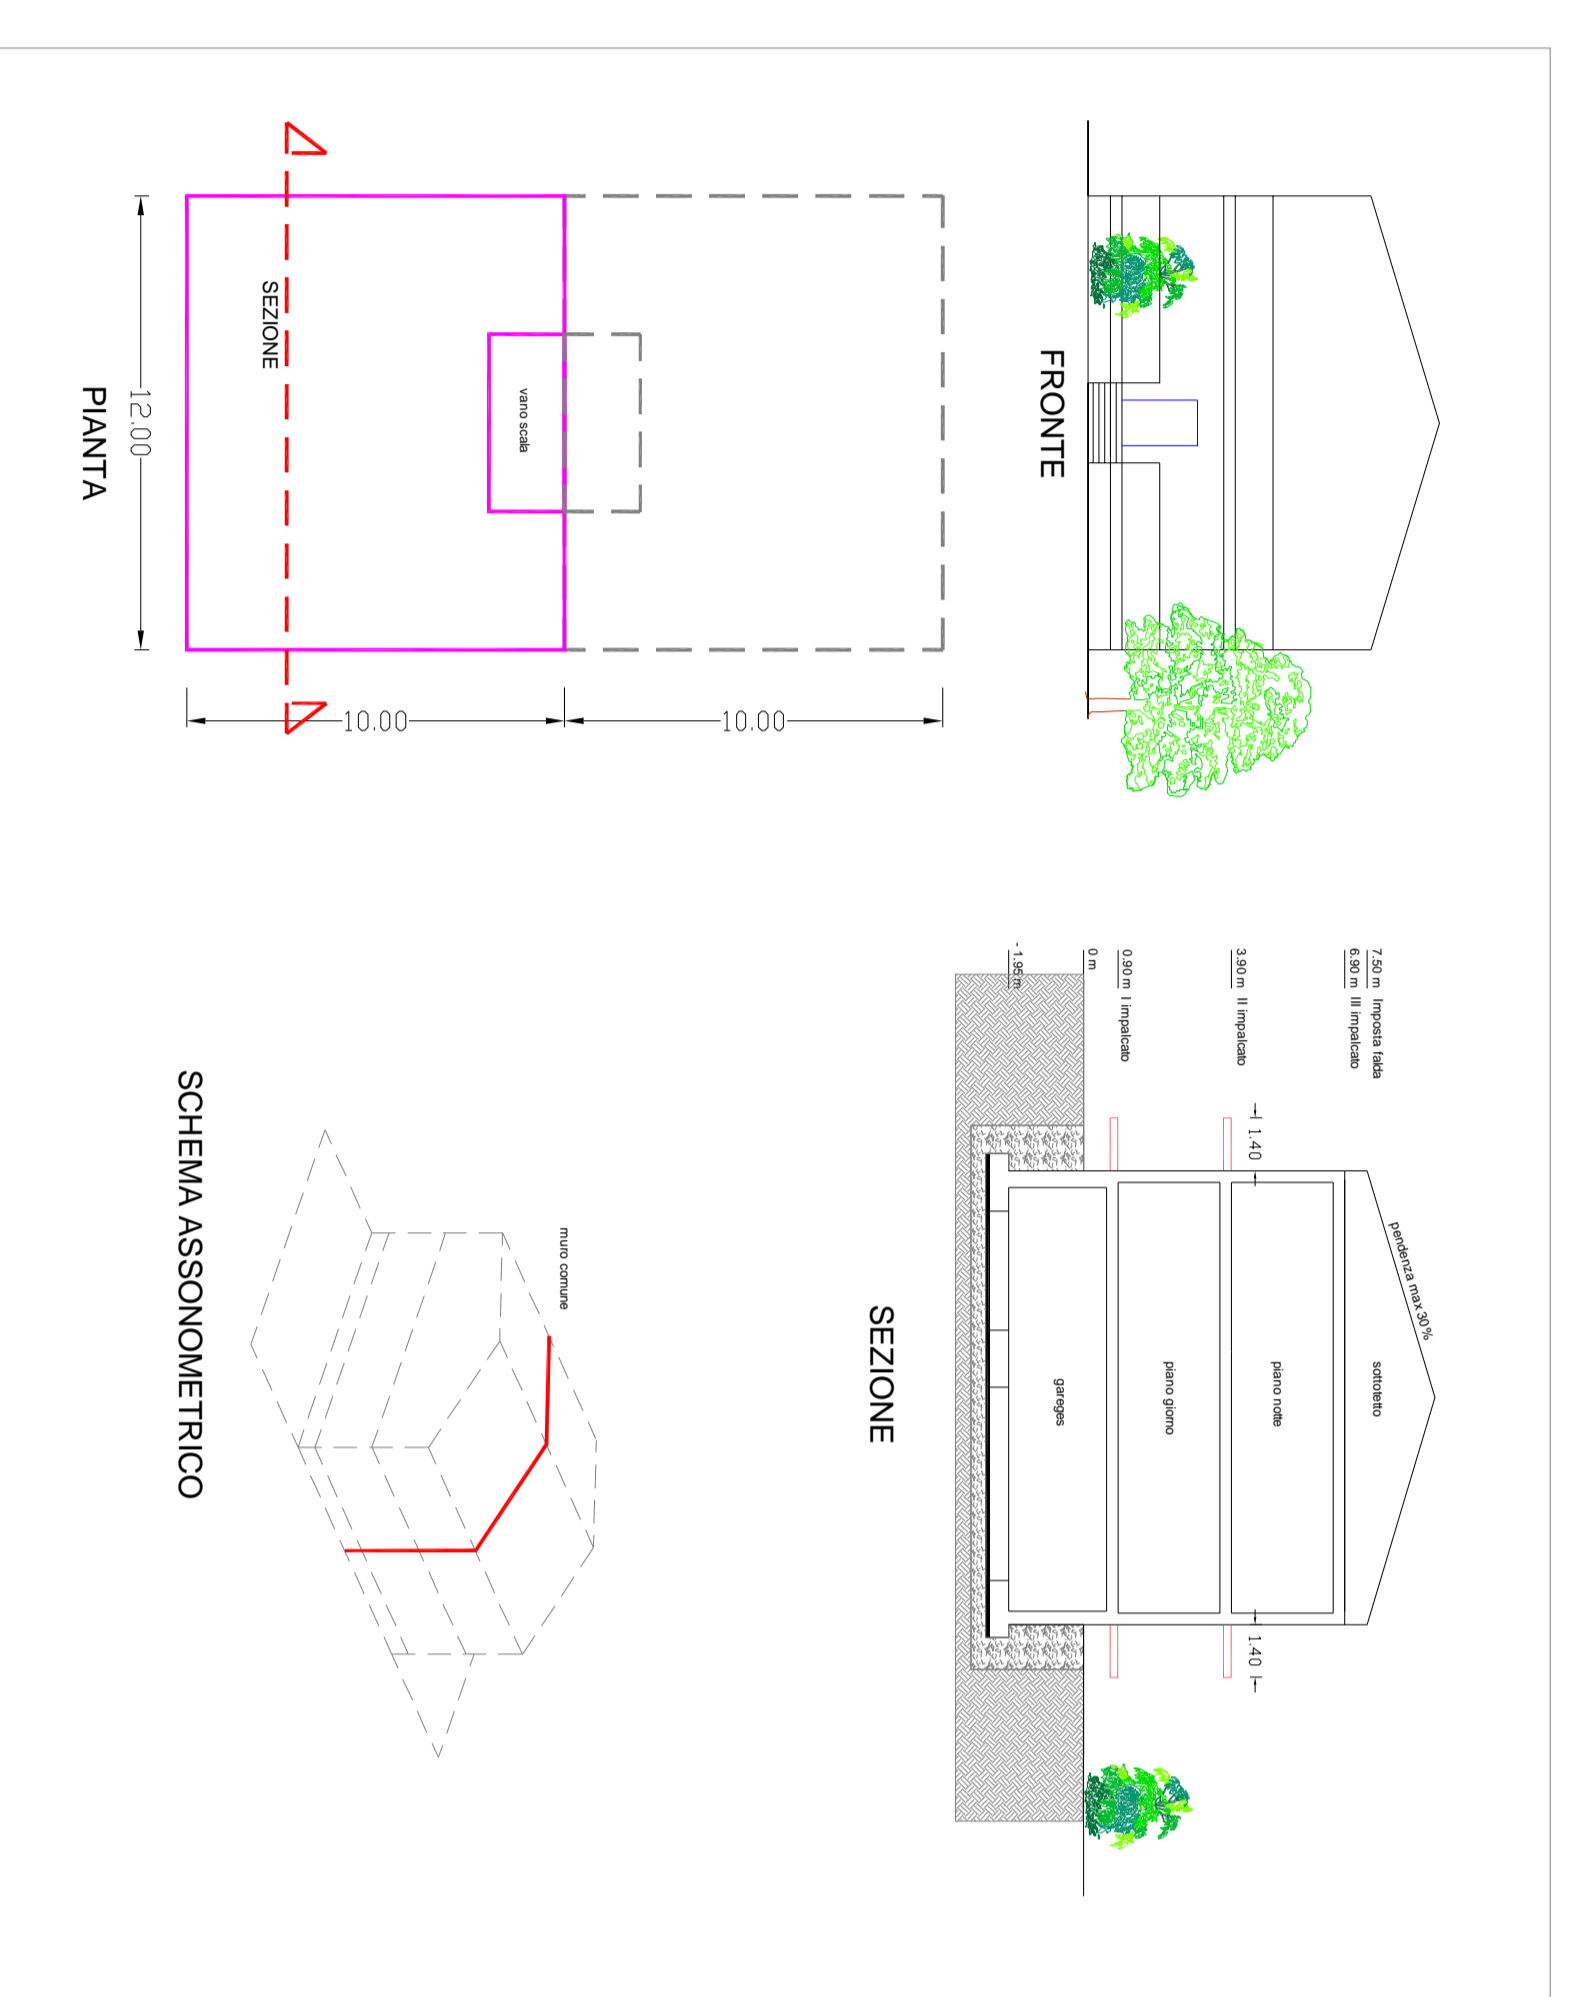 FRONTE
SEZIONE
vano scala
12.00
10.00
10.00
PIANTA
7.50 m Imposta falda
6.90 m III impalcato
3.90 m II impalcato
0.90 m I impalcato
0 m
- 1.95 m
1.40
1.40
pendenza max 30%
sottotetto
piano notte
piano giorno
gareges
SEZIONE
muro comune
SCHEMA ASSONOMETRICO